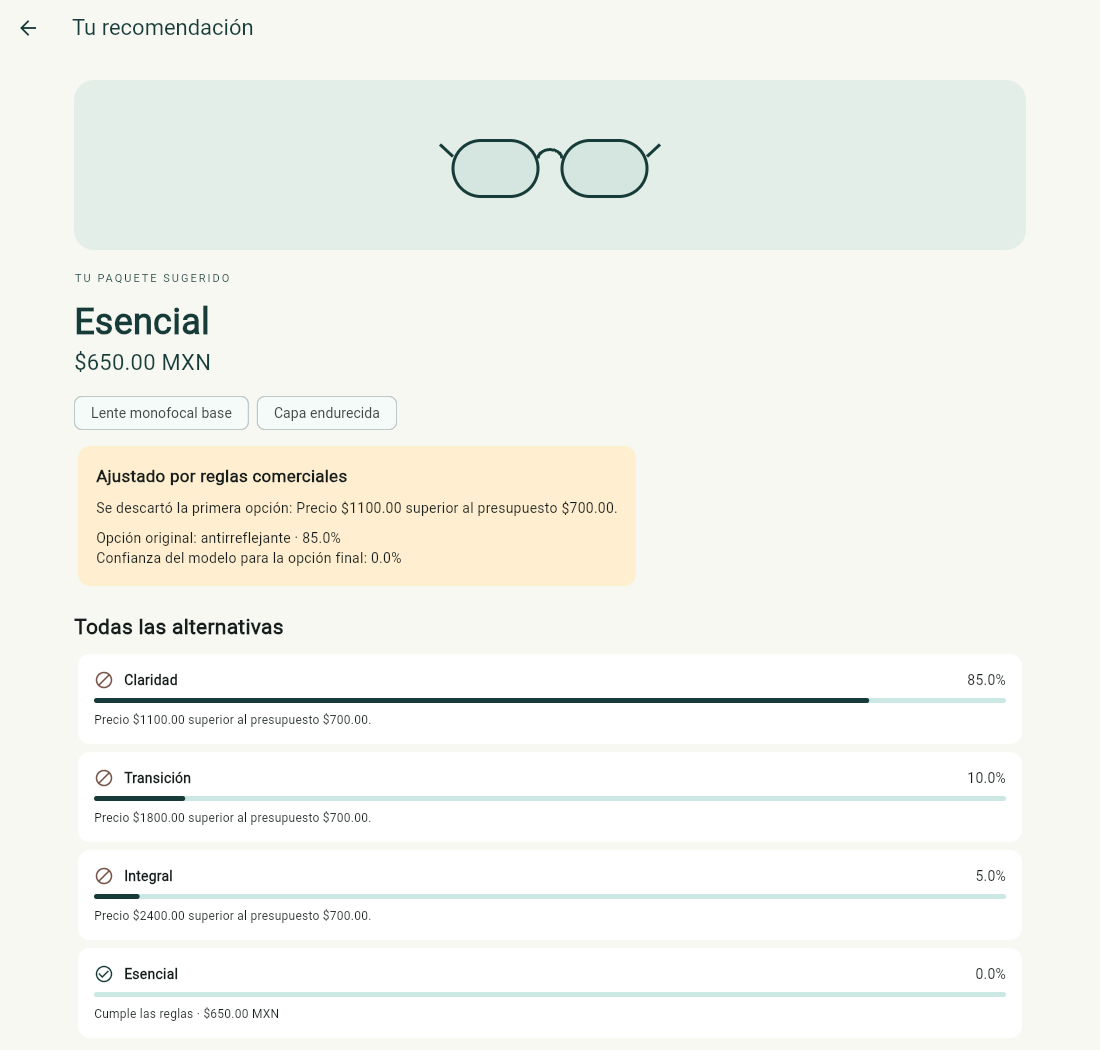 Tu recomendación
TU PAQUETE SUGERIDO
Esencial
$650.00 MXN
Lente monofocal base
Capa endurecida
Ajustado por reglas comerciales
Se descartó la primera opción: Precio $1100.00 superior al presupuesto $700.00.
Opción original: antirreflejante · 85.0%
Confianza del modelo para la opción final: 0.0%
Todas las alternativas
Claridad 85.0%
Precio $1100.00 superior al presupuesto $700.00.
Transición 10.0%
Precio $1800.00 superior al presupuesto $700.00.
Integral 5.0%
Precio $2400.00 superior al presupuesto $700.00.
Esencial 0.0%
Cumple las reglas · $650.00 MXN